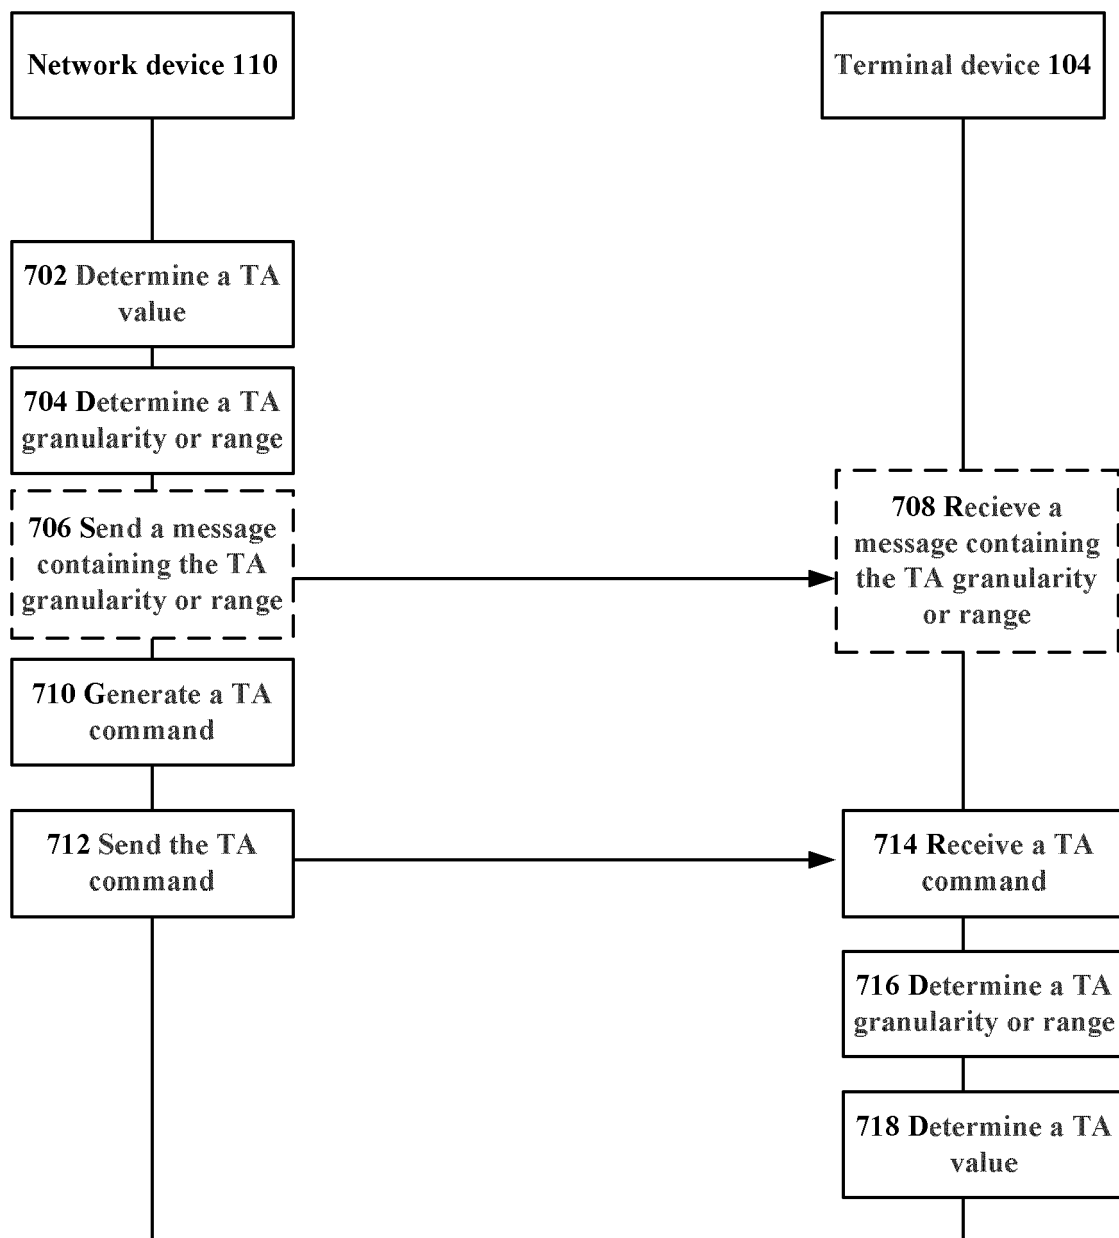 Network device 110
Terminal device 104
702 Determine a TA
value
704 Determine a TA
granularity or range
706 Send a message
containing the TA
granularity or range
708 Recieve a
message containing
the TA granularity
or range
710 Generate a TA
command
712 Send the TA
command
714 Receive a TA
command
716 Determine a TA
granularity or range
718 Determine a TA
value